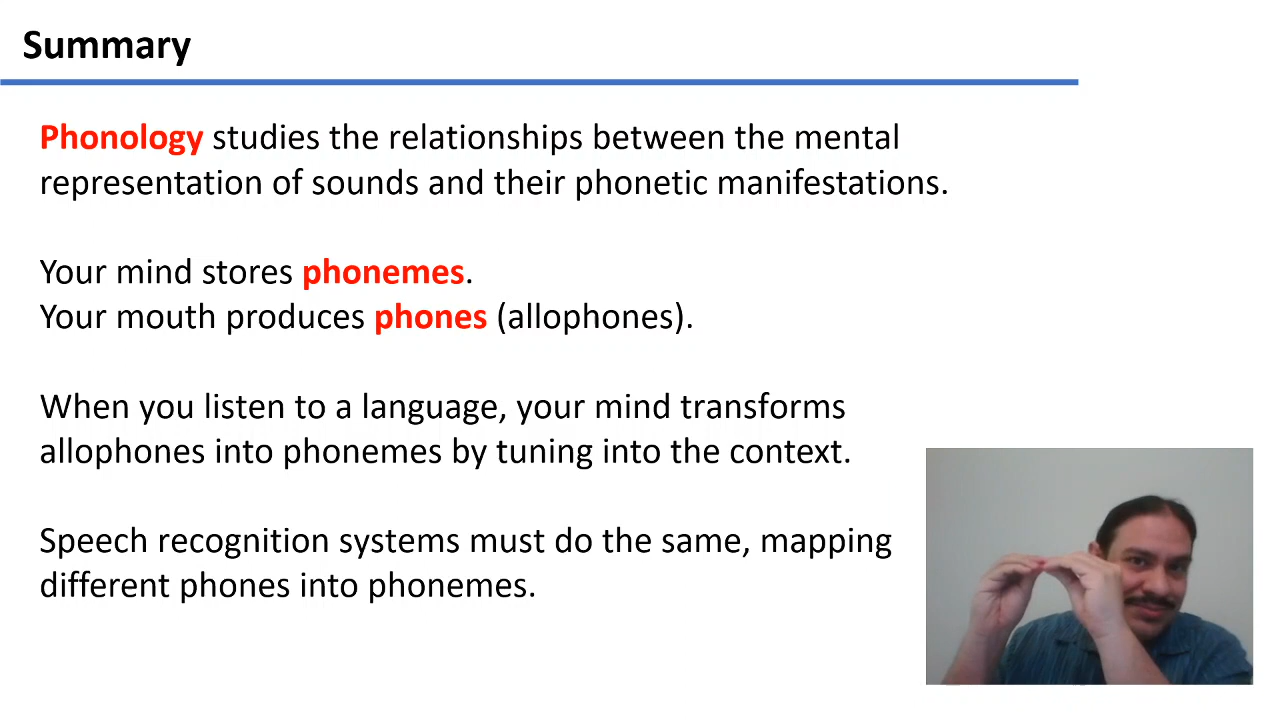 Summary
Phonology studies the relationships between the mental
representation of sounds and their phonetic manifestations.
Your mind stores phonemes.
Your mouth produces phones (allophones).
When you listen to a language, your mind transforms
allophones into phonemes by tuning into the context.
Speech recognition systems must do the same, mapping
different phones into phonemes.